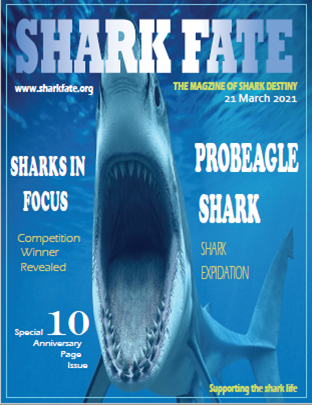 SHARK FATE
www.sharkfate.org
THE MAGZINE OF SHARK DESTINY
21 March 2021
SHARKS IN
FOCUS
PROBEAGLE
SHARK
Competition
Winner
Revealed
SHARK
EXPIDATION
Special 10
Anniversary
Page
Issue
Supporting the shark life